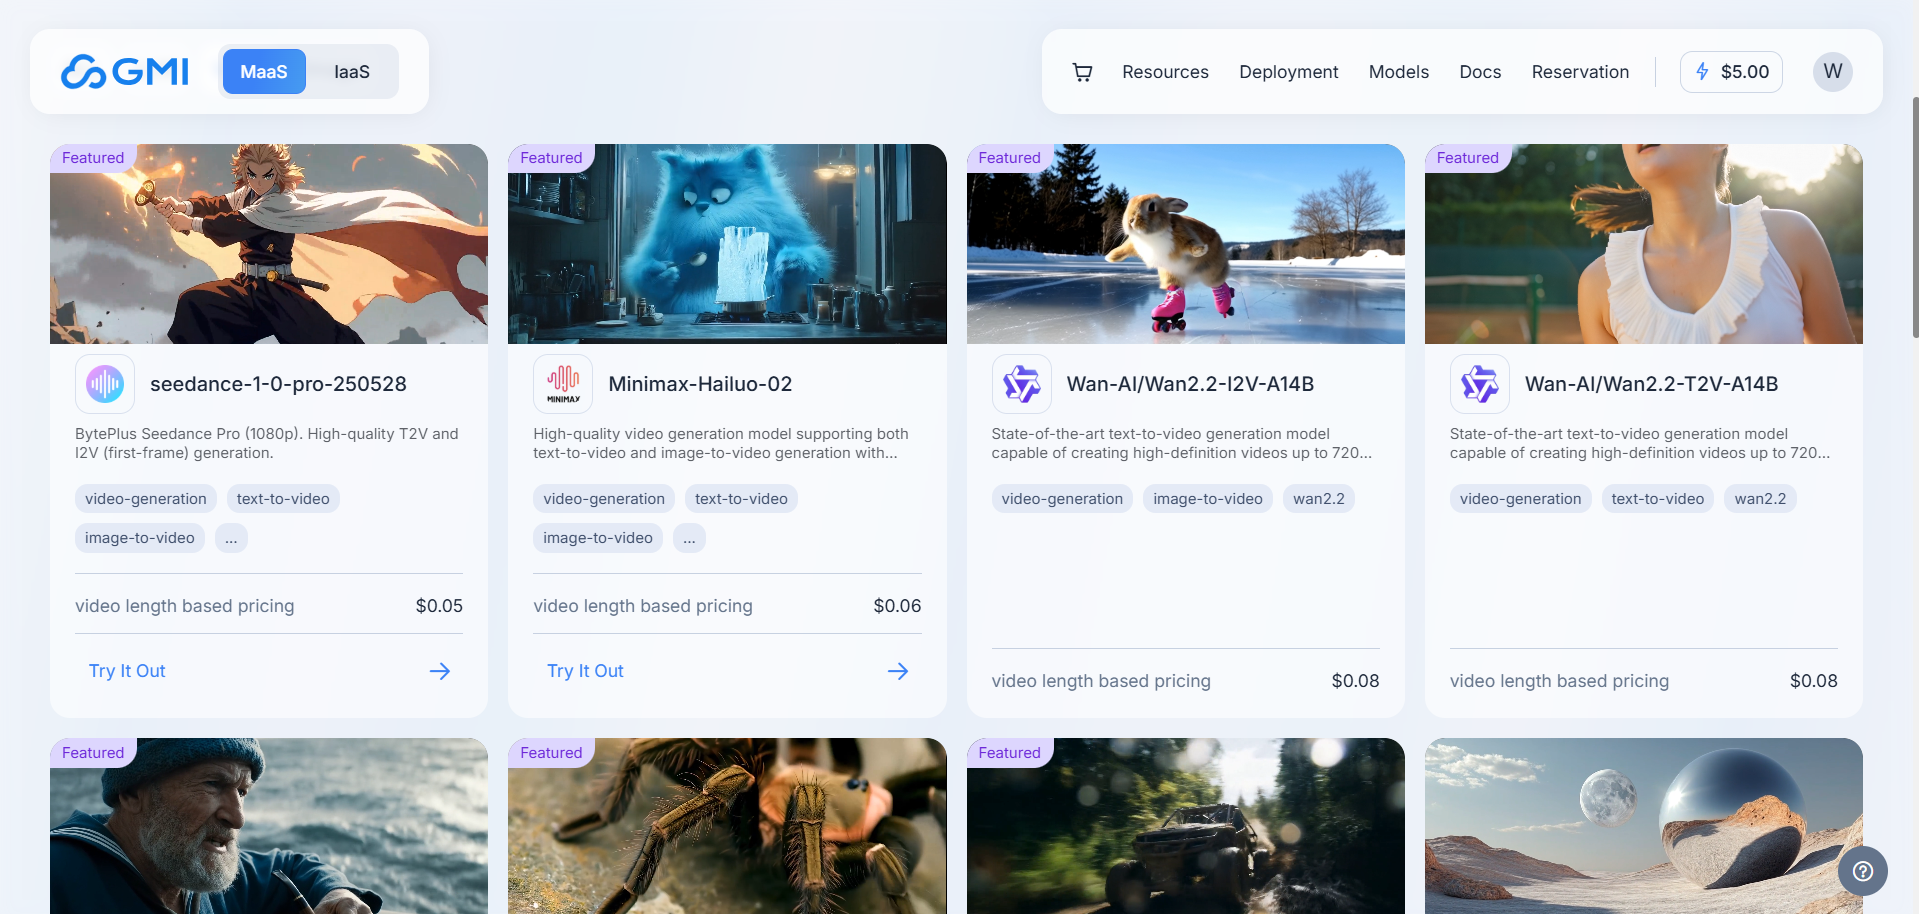 GMI
MaaS
IaaS
Resources
Deployment
Models
Docs
Reservation
$5.00
W
Featured
Featured
Featured
Featured
seedance-1-0-pro-250528
BytePlus Seedance Pro (1080p). High-quality T2V and
I2V (first-frame) generation.
video-generation
text-to-video
image-to-video
...
video length based pricing
$0.05
Try It Out
MINIMAX
Minimax-Hailuo-02
High-quality video generation model supporting both
text-to-video and image-to-video generation with...
video-generation
text-to-video
image-to-video
...
video length based pricing
$0.06
Try It Out
Wan-AI/Wan2.2-I2V-A14B
State-of-the-art text-to-video generation model
capable of creating high-definition videos up to 720...
video-generation
image-to-video
wan2.2
video length based pricing
$0.08
Wan-AI/Wan2.2-T2V-A14B
State-of-the-art text-to-video generation model
capable of creating high-definition videos up to 720...
video-generation
text-to-video
wan2.2
video length based pricing
$0.08
Featured
Featured
Featured